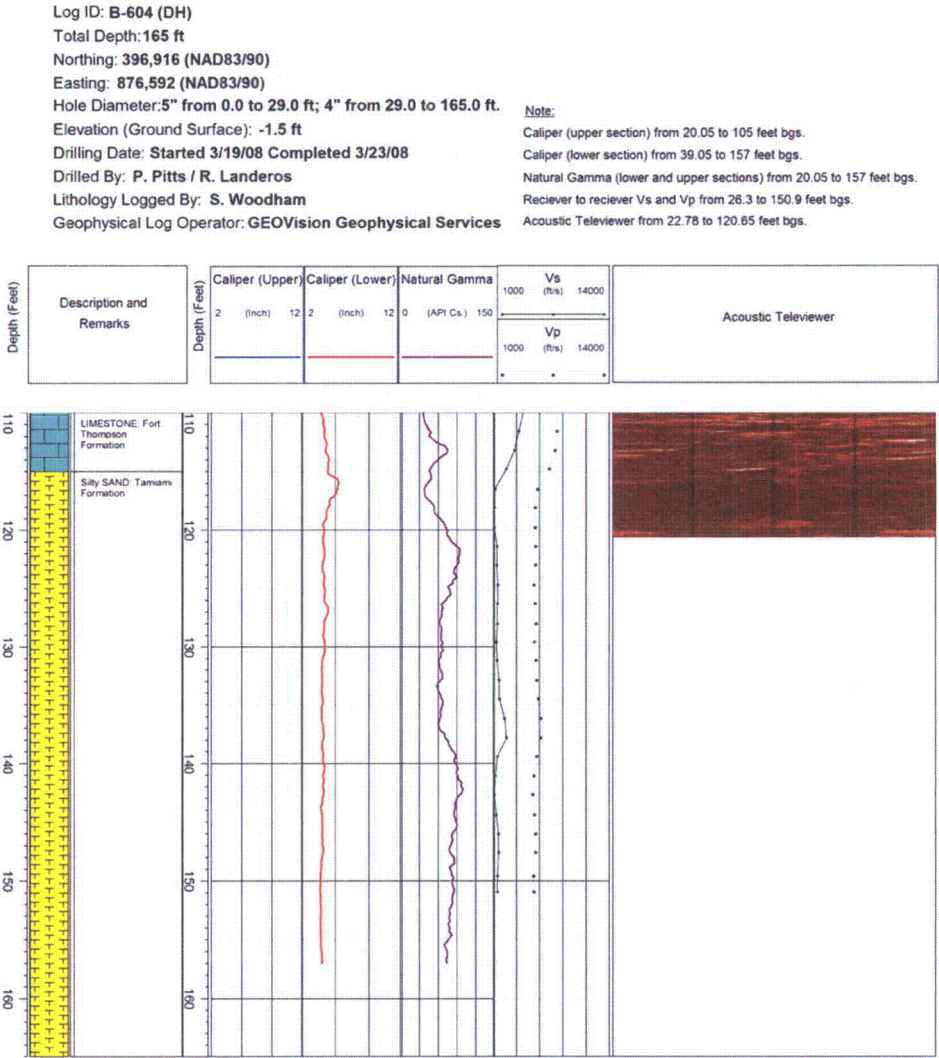 Log ID: B-604 (DH)
Total Depth:165 ft
Northing: 396,916 (NAD83/90)
Easting: 876,592 (NAD83/90)
Hole Diameter:5" from 0.0 to 29.0 ft; 4" from 29.0 to 165.0 ft.
Elevation (Ground Surface): -1.5 ft
Drilling Date: Started 3/19/08 Completed 3/23/08
Drilled By: P. Pitts / R. Landeros
Lithology Logged By: S. Woodham
Geophysical Log Operator: GEOVision Geophysical Services
Note:
Caliper (upper section) from 20.05 to 105 feet bgs.
Caliper (lower section) from 39.05 to 157 feet bgs.
Natural Gamma (lower and upper sections) from 20.05 to 157 feet bgs.
Reciever to reciever Vs and Vp from 26.3 to 150.9 feet bgs.
Acoustic Televiewer from 22.78 to 120.65 feet bgs.
Depth (Feet)
Description and
Remarks
Depth (Feet)
Caliper (Upper)
2 (Inch) 12
Caliper (Lower)
2 (Inch) 12
Natural Gamma
0 (API Cs.) 150
Vs
1000 (ft/s) 14000
Vp
1000 (ft/s) 14000
Acoustic Televiewer
110
120
130
140
150
160
LIMESTONE: Fort
Thompson
Formation
Silty SAND: Tamiami
Formation
110
120
130
140
150
160